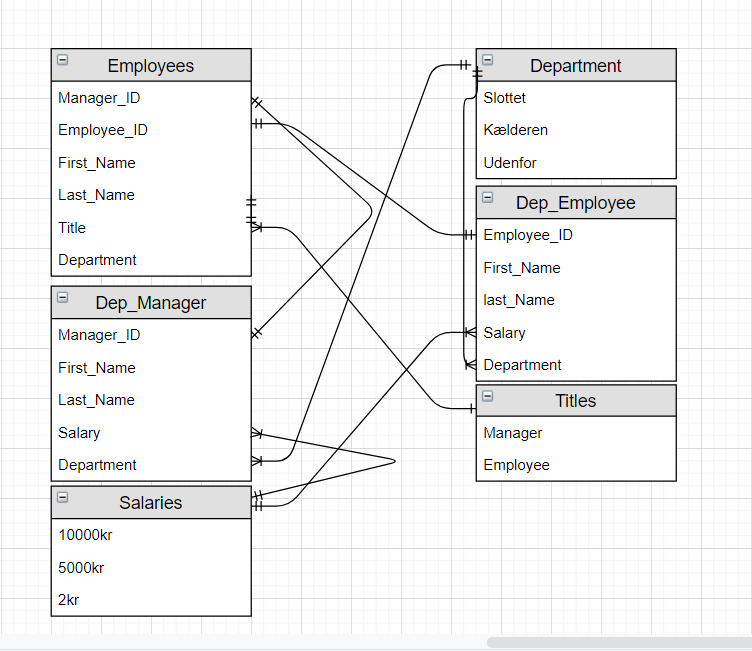 Employees
Manager_ID
Employee_ID
First_Name
Last_Name
Title
Department
Dep_Manager
Manager_ID
First_Name
Last_Name
Salary
Department
Salaries
10000kr
5000kr
2kr
Department
Slottet
Kælderen
Udenfor
Dep_Employee
Employee_ID
First_Name
last_Name
Salary
Department
Titles
Manager
Employee